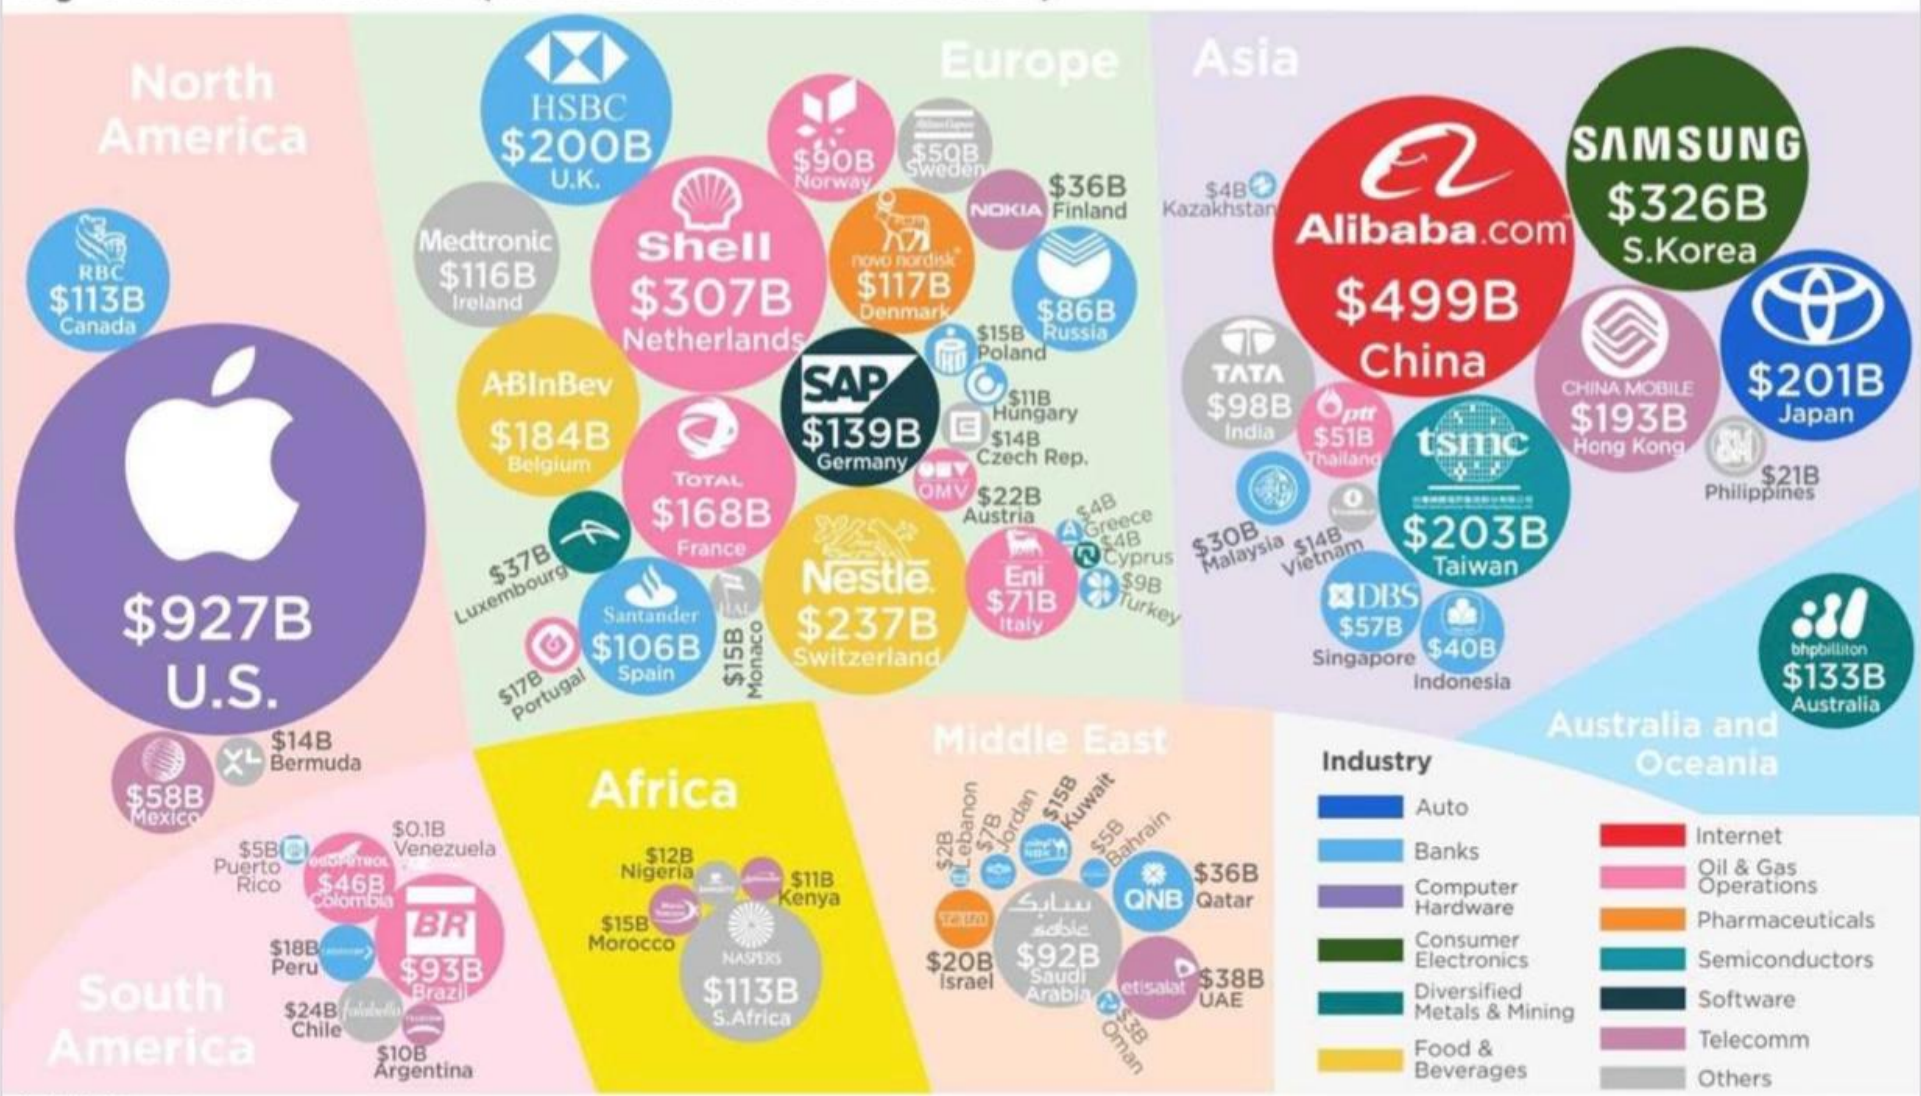 North
America
RBC
$113B
Canada
$927B
U.S.
$58B
Mexico
XL
$14B
Bermuda
Europe
HSBC
$200B
U.K.
$90B
Norway
$50B
Sweden
NOKIA
$36B
Finland
Medtronic
$116B
Ireland
Shell
$307B
Netherlands
novo nordisk
$117B
Denmark
$86B
Russia
ABInBev
$184B
Belgium
TOTAL
$168B
France
SAP
$139B
Germany
$15B
Poland
$11B
Hungary
$14B
Czech Rep.
OMV
$22B
Austria
$37B
Luxembourg
Santander
$106B
Spain
$17B
Portugal
$15B
Monaco
Nestlé
$237B
Switzerland
Eni
$71B
Italy
$4B
Greece
$4B
Cyprus
$9B
Turkey
Asia
$4B
Kazakhstan
Alibaba.com
$499B
China
SAMSUNG
$326B
S.Korea
TATA
$98B
India
ptt
$51B
Thailand
tsmc
$203B
Taiwan
CHINA MOBILE
$193B
Hong Kong
$201B
Japan
$21B
Philippines
$30B
Malaysia
$14B
Vietnam
DBS
$57B
Singapore
$40B
Indonesia
bhpbilliton
$133B
Australia
Australia and
Oceania
South
America
$5B
Puerto
Rico
ECOPETROL
$46B
Colombia
$0.1B
Venezuela
BR
$93B
Brazil
$18B
Peru
$24B
Chile
falabella
$10B
Argentina
Africa
$12B
Nigeria
$11B
Kenya
$15B
Morocco
NASPERS
$113B
S.Africa
Middle East
$2B
Lebanon
$7B
Jordan
$15B
Kuwait
$5B
Bahrain
QNB
$36B
Qatar
$20B
Israel
سابك
sabic
$92B
Saudi
Arabia
etisalat
$38B
UAE
$3B
Oman
Industry
Auto
Banks
Computer
Hardware
Consumer
Electronics
Diversified
Metals & Mining
Food &
Beverages
Internet
Oil & Gas
Operations
Pharmaceuticals
Semiconductors
Software
Telecomm
Others